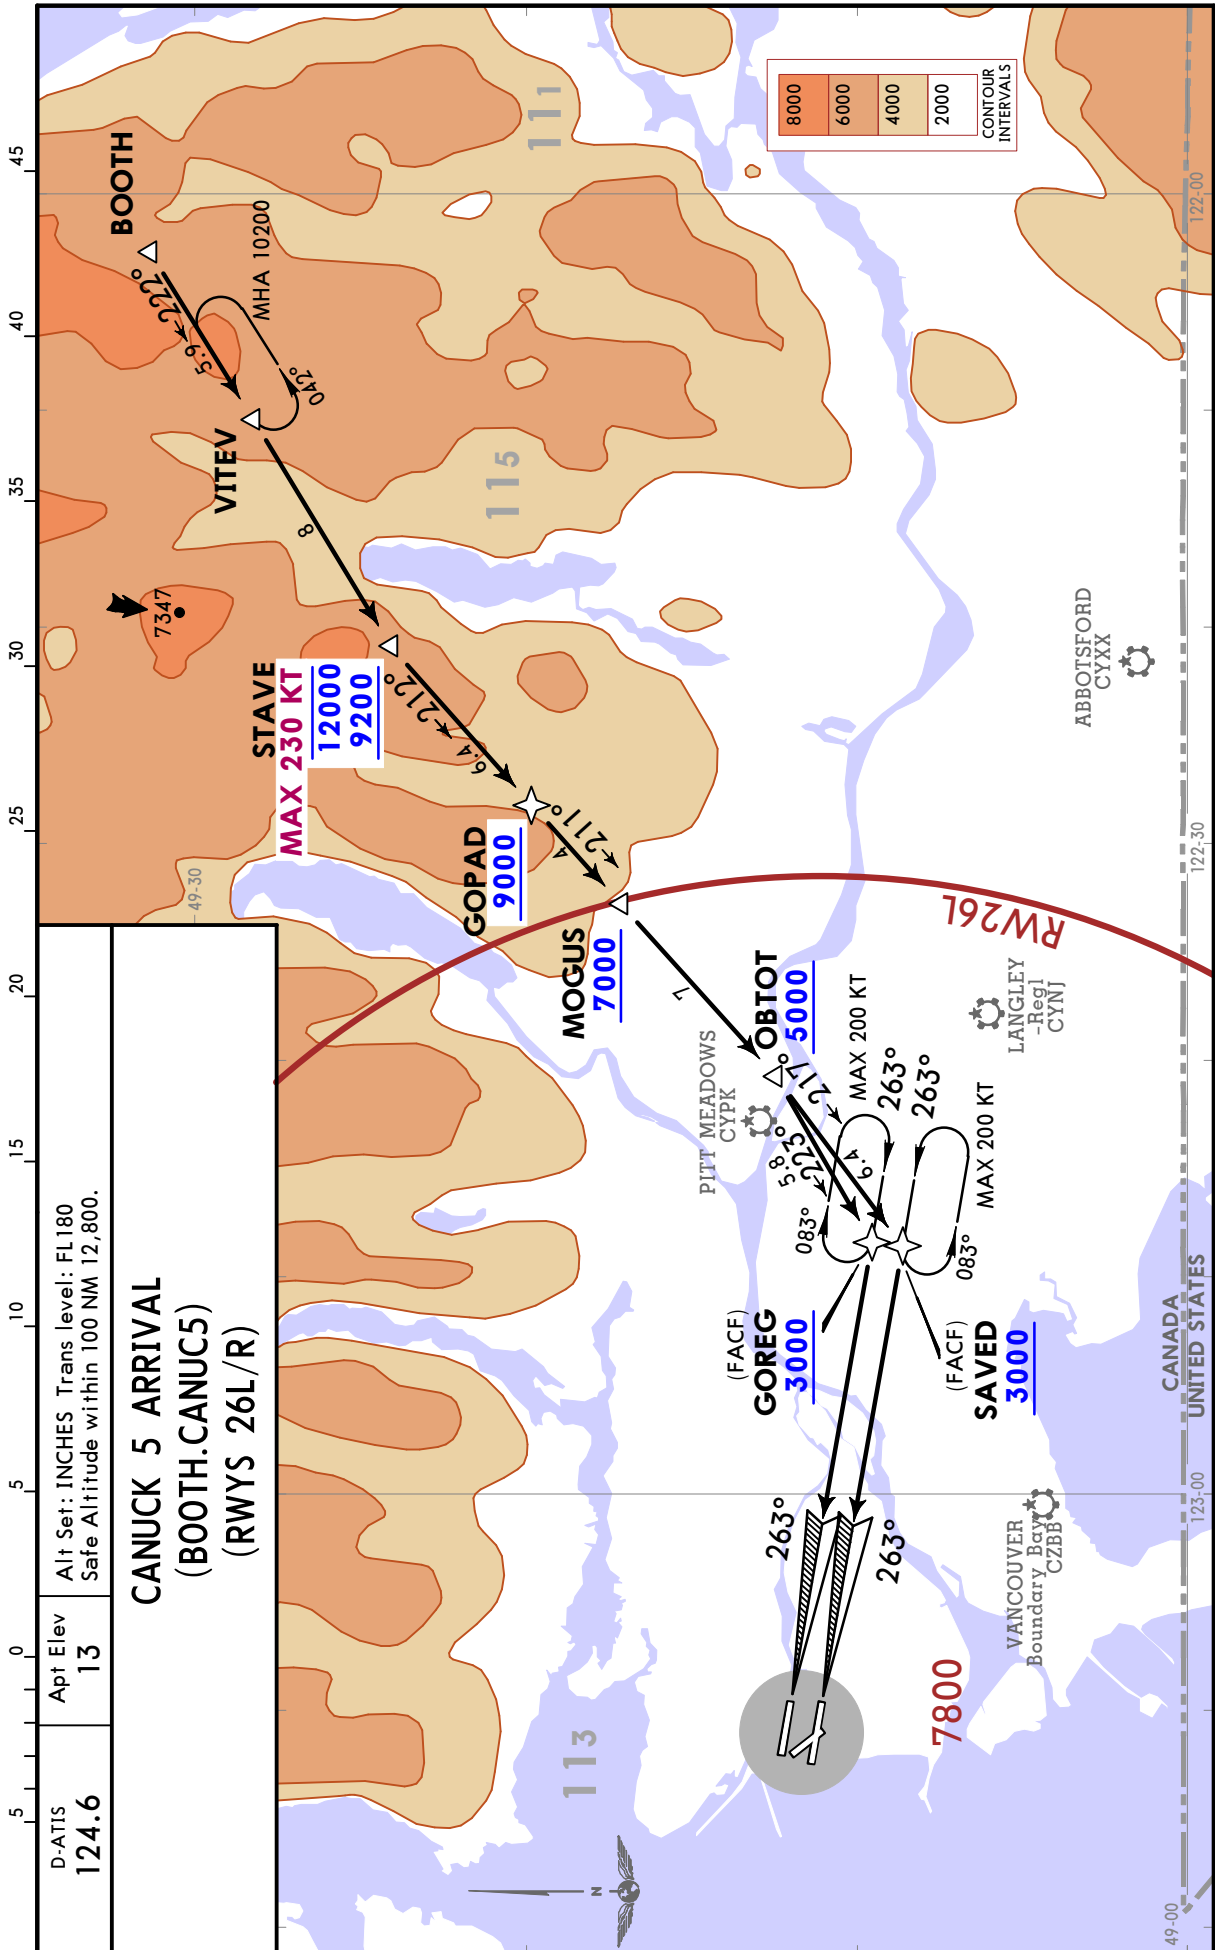 D-ATIS
124.6
Apt Elev
13
Alt Set: INCHES Trans level: FL180
Safe Altitude within 100 NM 12,800.
CANUCK 5 ARRIVAL
(BOOTH.CANUC5)
(RWYS 26L/R)
5
0
5
10
15
20
25
30
35
40
45
BOOTH
222°
5.9
MHA 10200
042°
VITEV
8
7347
STAVE
MAX 230 KT
12000
9200
212°
6.4
GOPAD
9000
211°
4
MOGUS
7000
7
OBTOT
5000
217°
6.4
223°
5.8
MAX 200 KT
263°
263°
MAX 200 KT
083°
083°
(FACF)
GOREG
3000
(FACF)
SAVED
3000
263°
263°
RW26L
7800
111
115
113
49-30
49-00
122-00
122-30
123-00
PITT MEADOWS
CYPK
LANGLEY
-Regl
CYNJ
ABBOTSFORD
CYXX
VANCOUVER
Boundary Bay
CZBB
CANADA
UNITED STATES
8000
6000
4000
2000
CONTOUR
INTERVALS
N